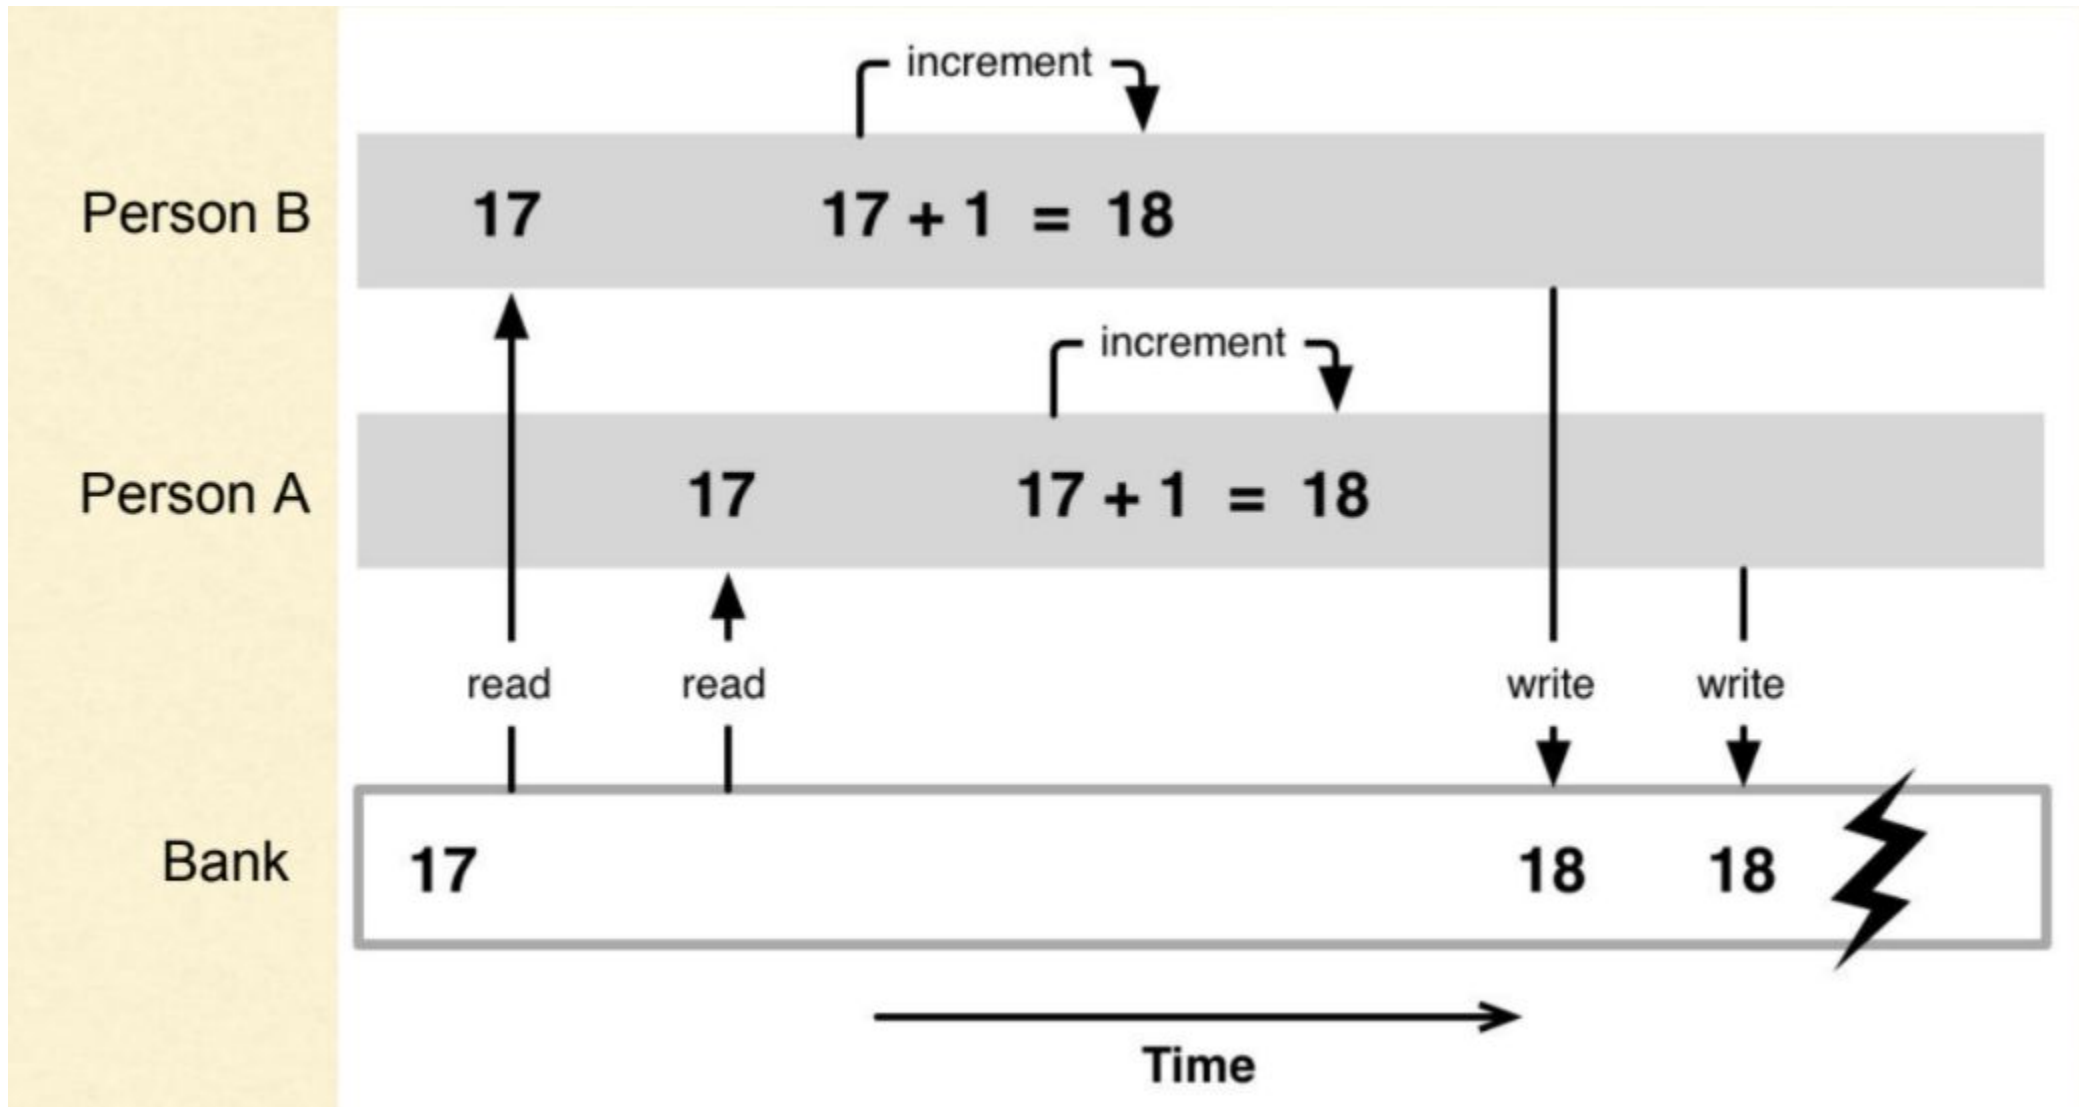 increment
Person B 17 17 + 1 = 18
increment
Person A 17 17 + 1 = 18
read read write write
Bank 17 18 18
Time